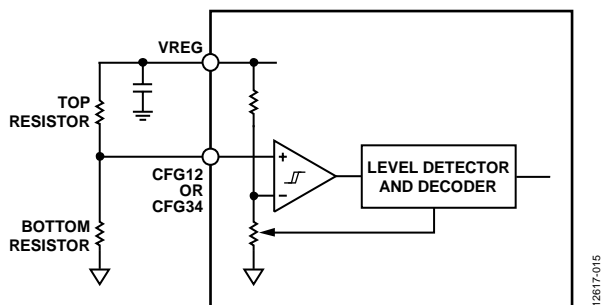 VREG
TOP
RESISTOR
CFG12
OR
CFG34
+
–
LEVEL DETECTOR
AND DECODER
BOTTOM
RESISTOR
12617-015